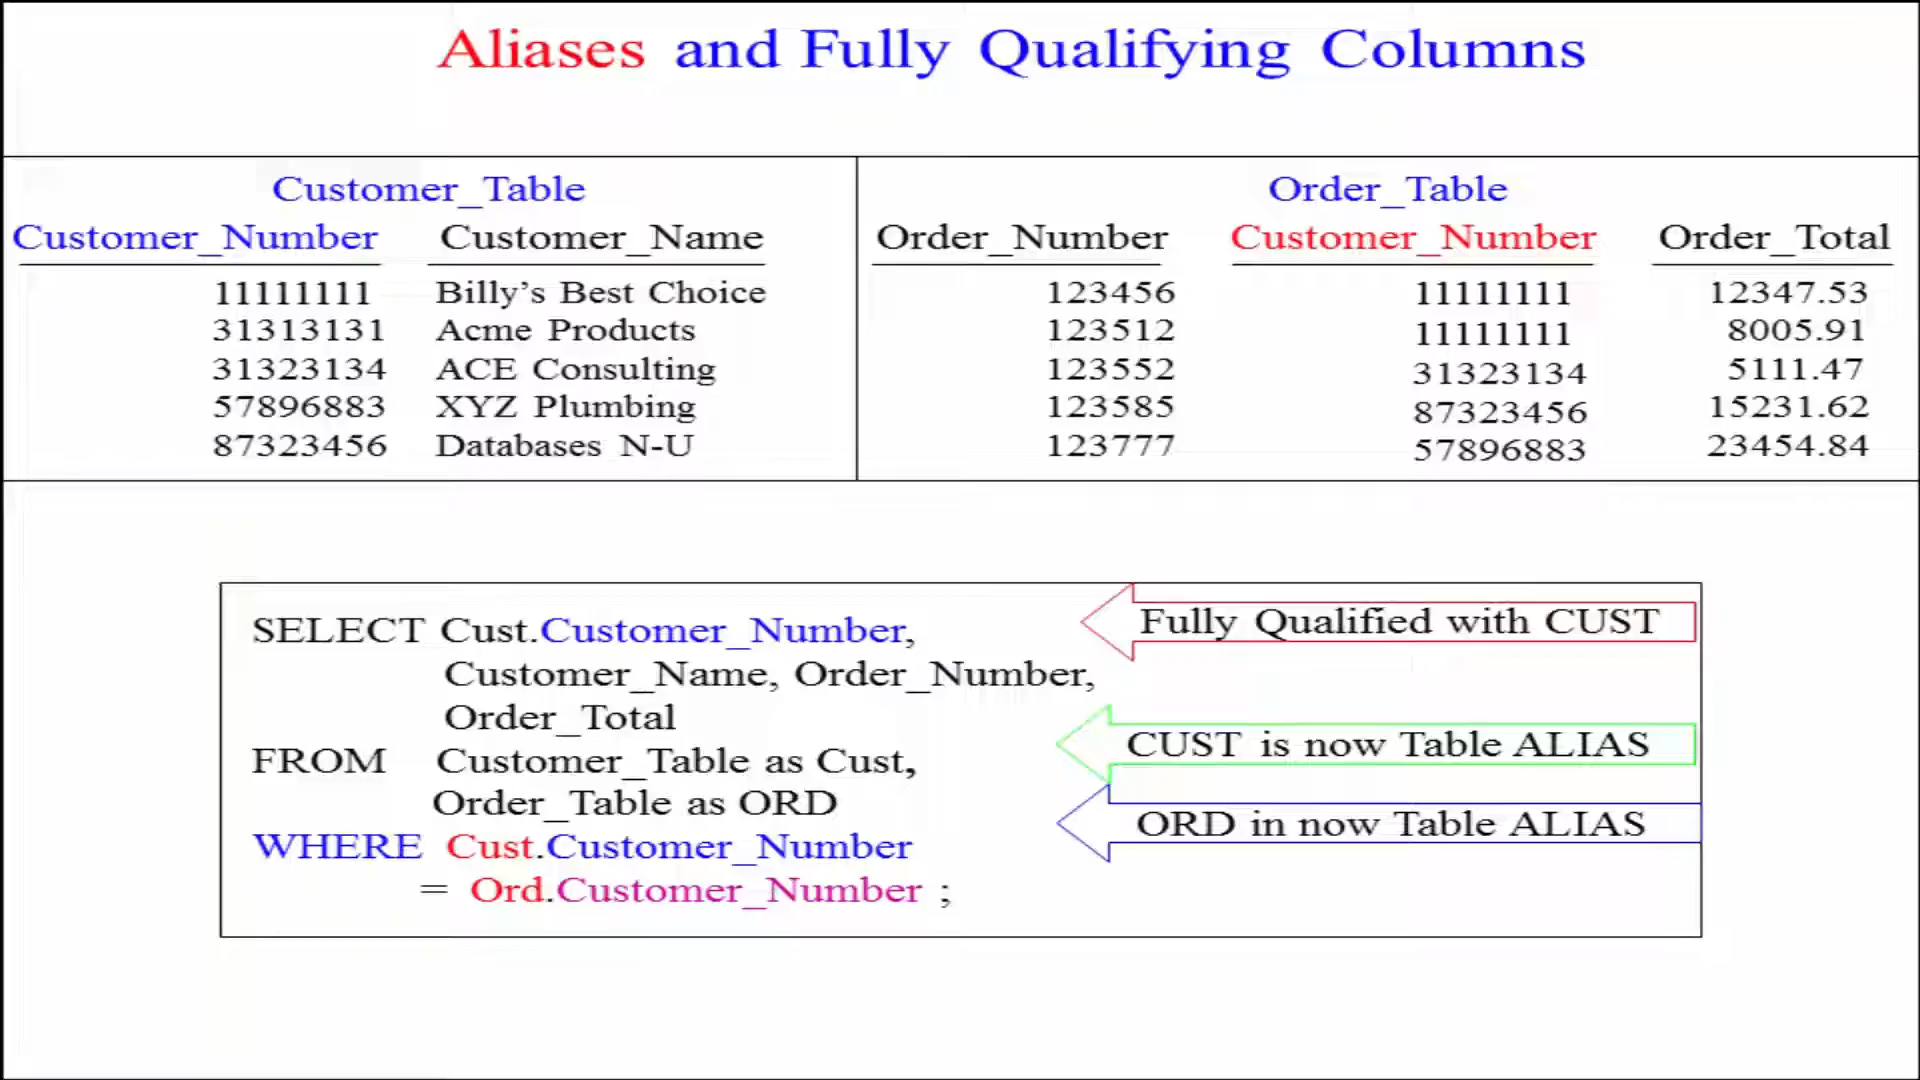 Aliases and Fully Qualifying Columns
Customer_Table
Customer_Number Customer_Name
11111111 Billy's Best Choice
31313131 Acme Products
31323134 ACE Consulting
57896883 XYZ Plumbing
87323456 Databases N-U
Order_Table
Order_Number Customer_Number Order_Total
123456 11111111 12347.53
123512 11111111 8005.91
123552 31323134 5111.47
123585 87323456 15231.62
123777 57896883 23454.84
SELECT Cust.Customer_Number,
Customer_Name, Order_Number,
Order_Total
FROM Customer_Table as Cust,
Order_Table as ORD
WHERE Cust.Customer_Number
= Ord.Customer_Number ;
Fully Qualified with CUST
CUST is now Table ALIAS
ORD in now Table ALIAS